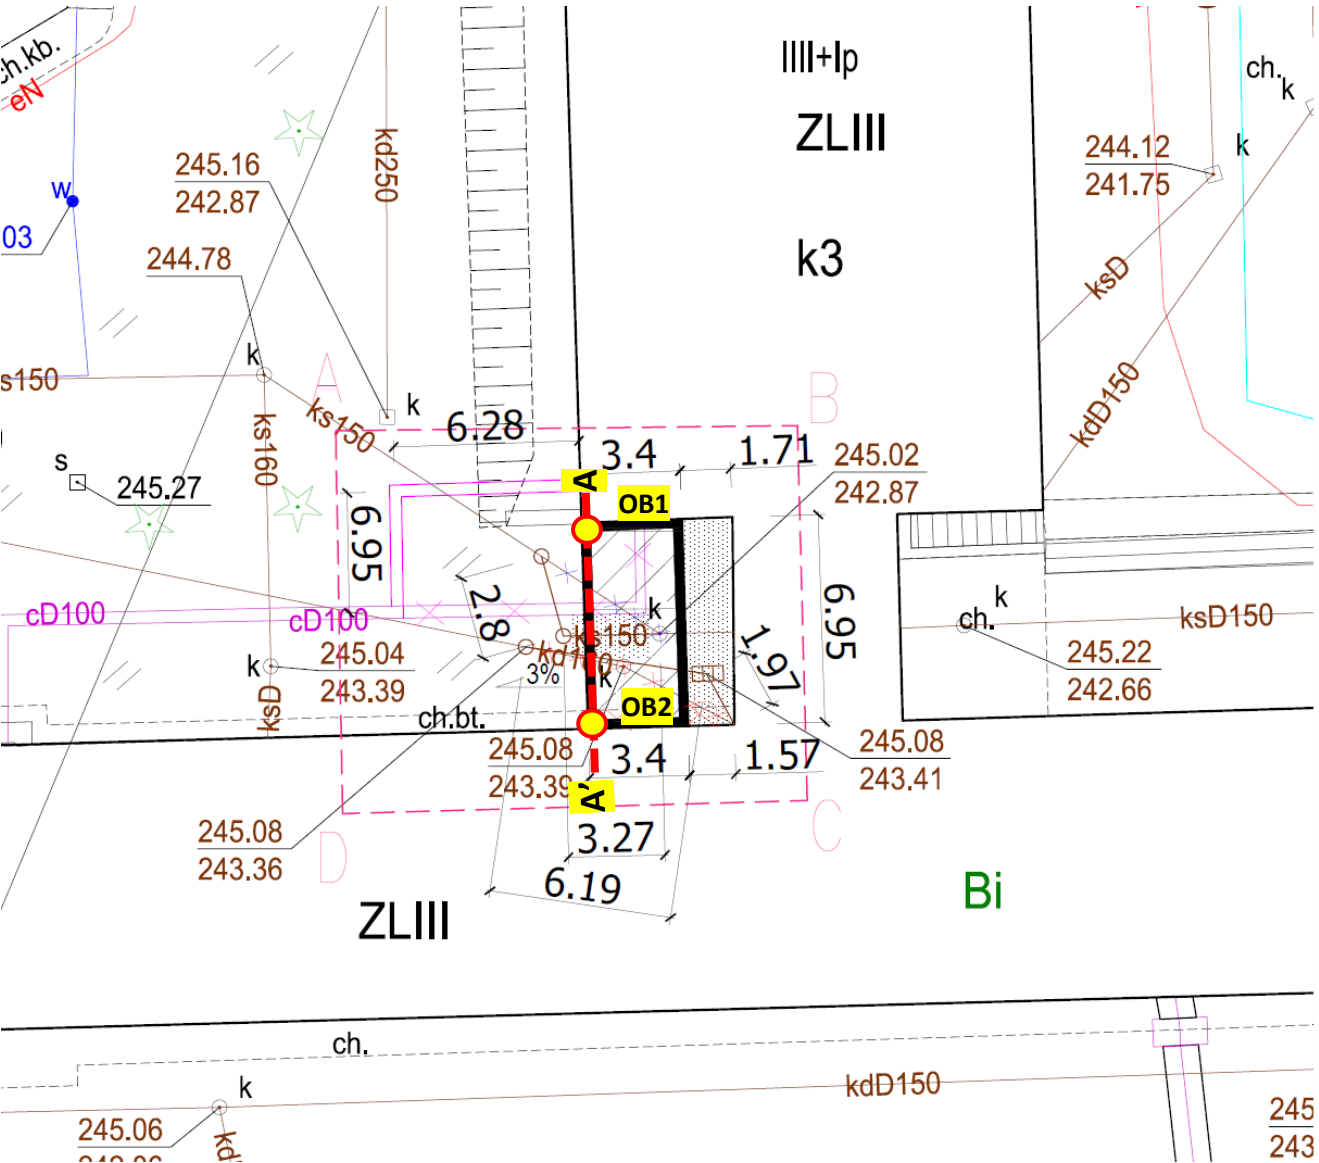 IIII+Ip
ZLIII
k3
ch.kb.
eN
w
03
245.16
242.87
244.78
kd250
k
k
s150
ks150
ks160
s
245.27
A
B
ch.
k
k
244.12
241.75
ksD
kdD150
6.28
3.4
1.71
245.02
242.87
A
OB1
6.95
2.8
cD100
cD100
k
ks150
kd160
k
3%
6.95
1.97
k
245.04
243.39
ksD
ch.bt.
OB2
k
ch.
ksD150
245.22
242.66
245.08
243.39
3.4
1.57
245.08
243.41
A'
3.27
6.19
245.08
243.36
D
C
ZLIII
Bi
ch.
k
kdD150
245.06
kd
245
243